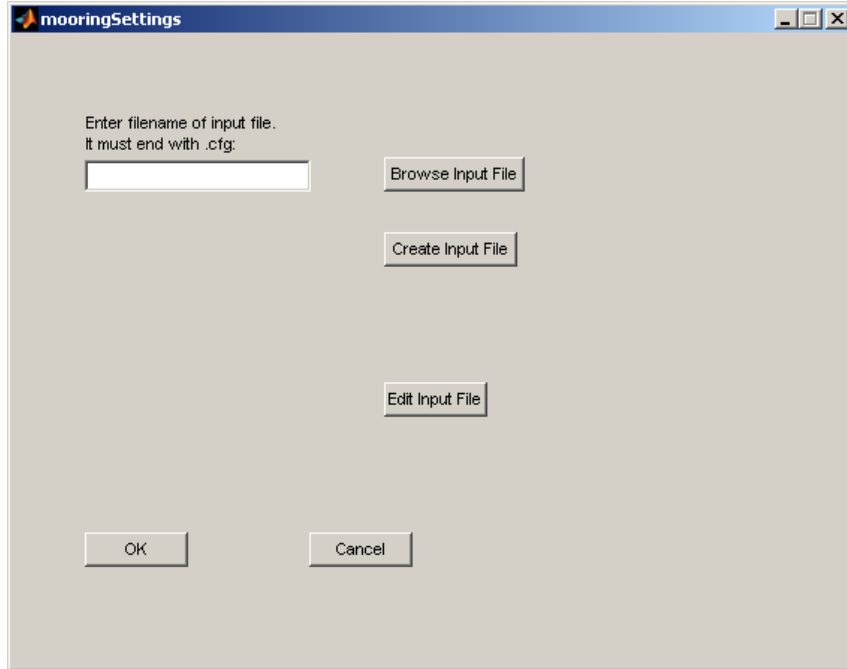 mooringSettings
Enter filename of input file.
It must end with .cfg:
Browse Input File
Create Input File
Edit Input File
OK
Cancel